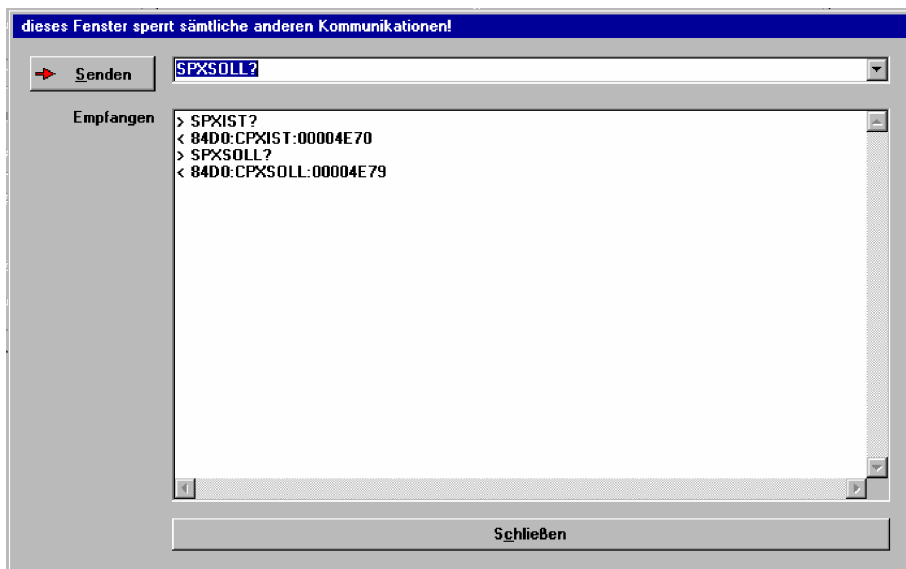 dieses Fenster sperrt sämtliche anderen Kommunikationen!
Senden
SPXSOLL?
Empfangen
> SPXIST?
< 84D0:CPXIST:00004E70
> SPXSOLL?
< 84D0:CPXSOLL:00004E79
Schließen